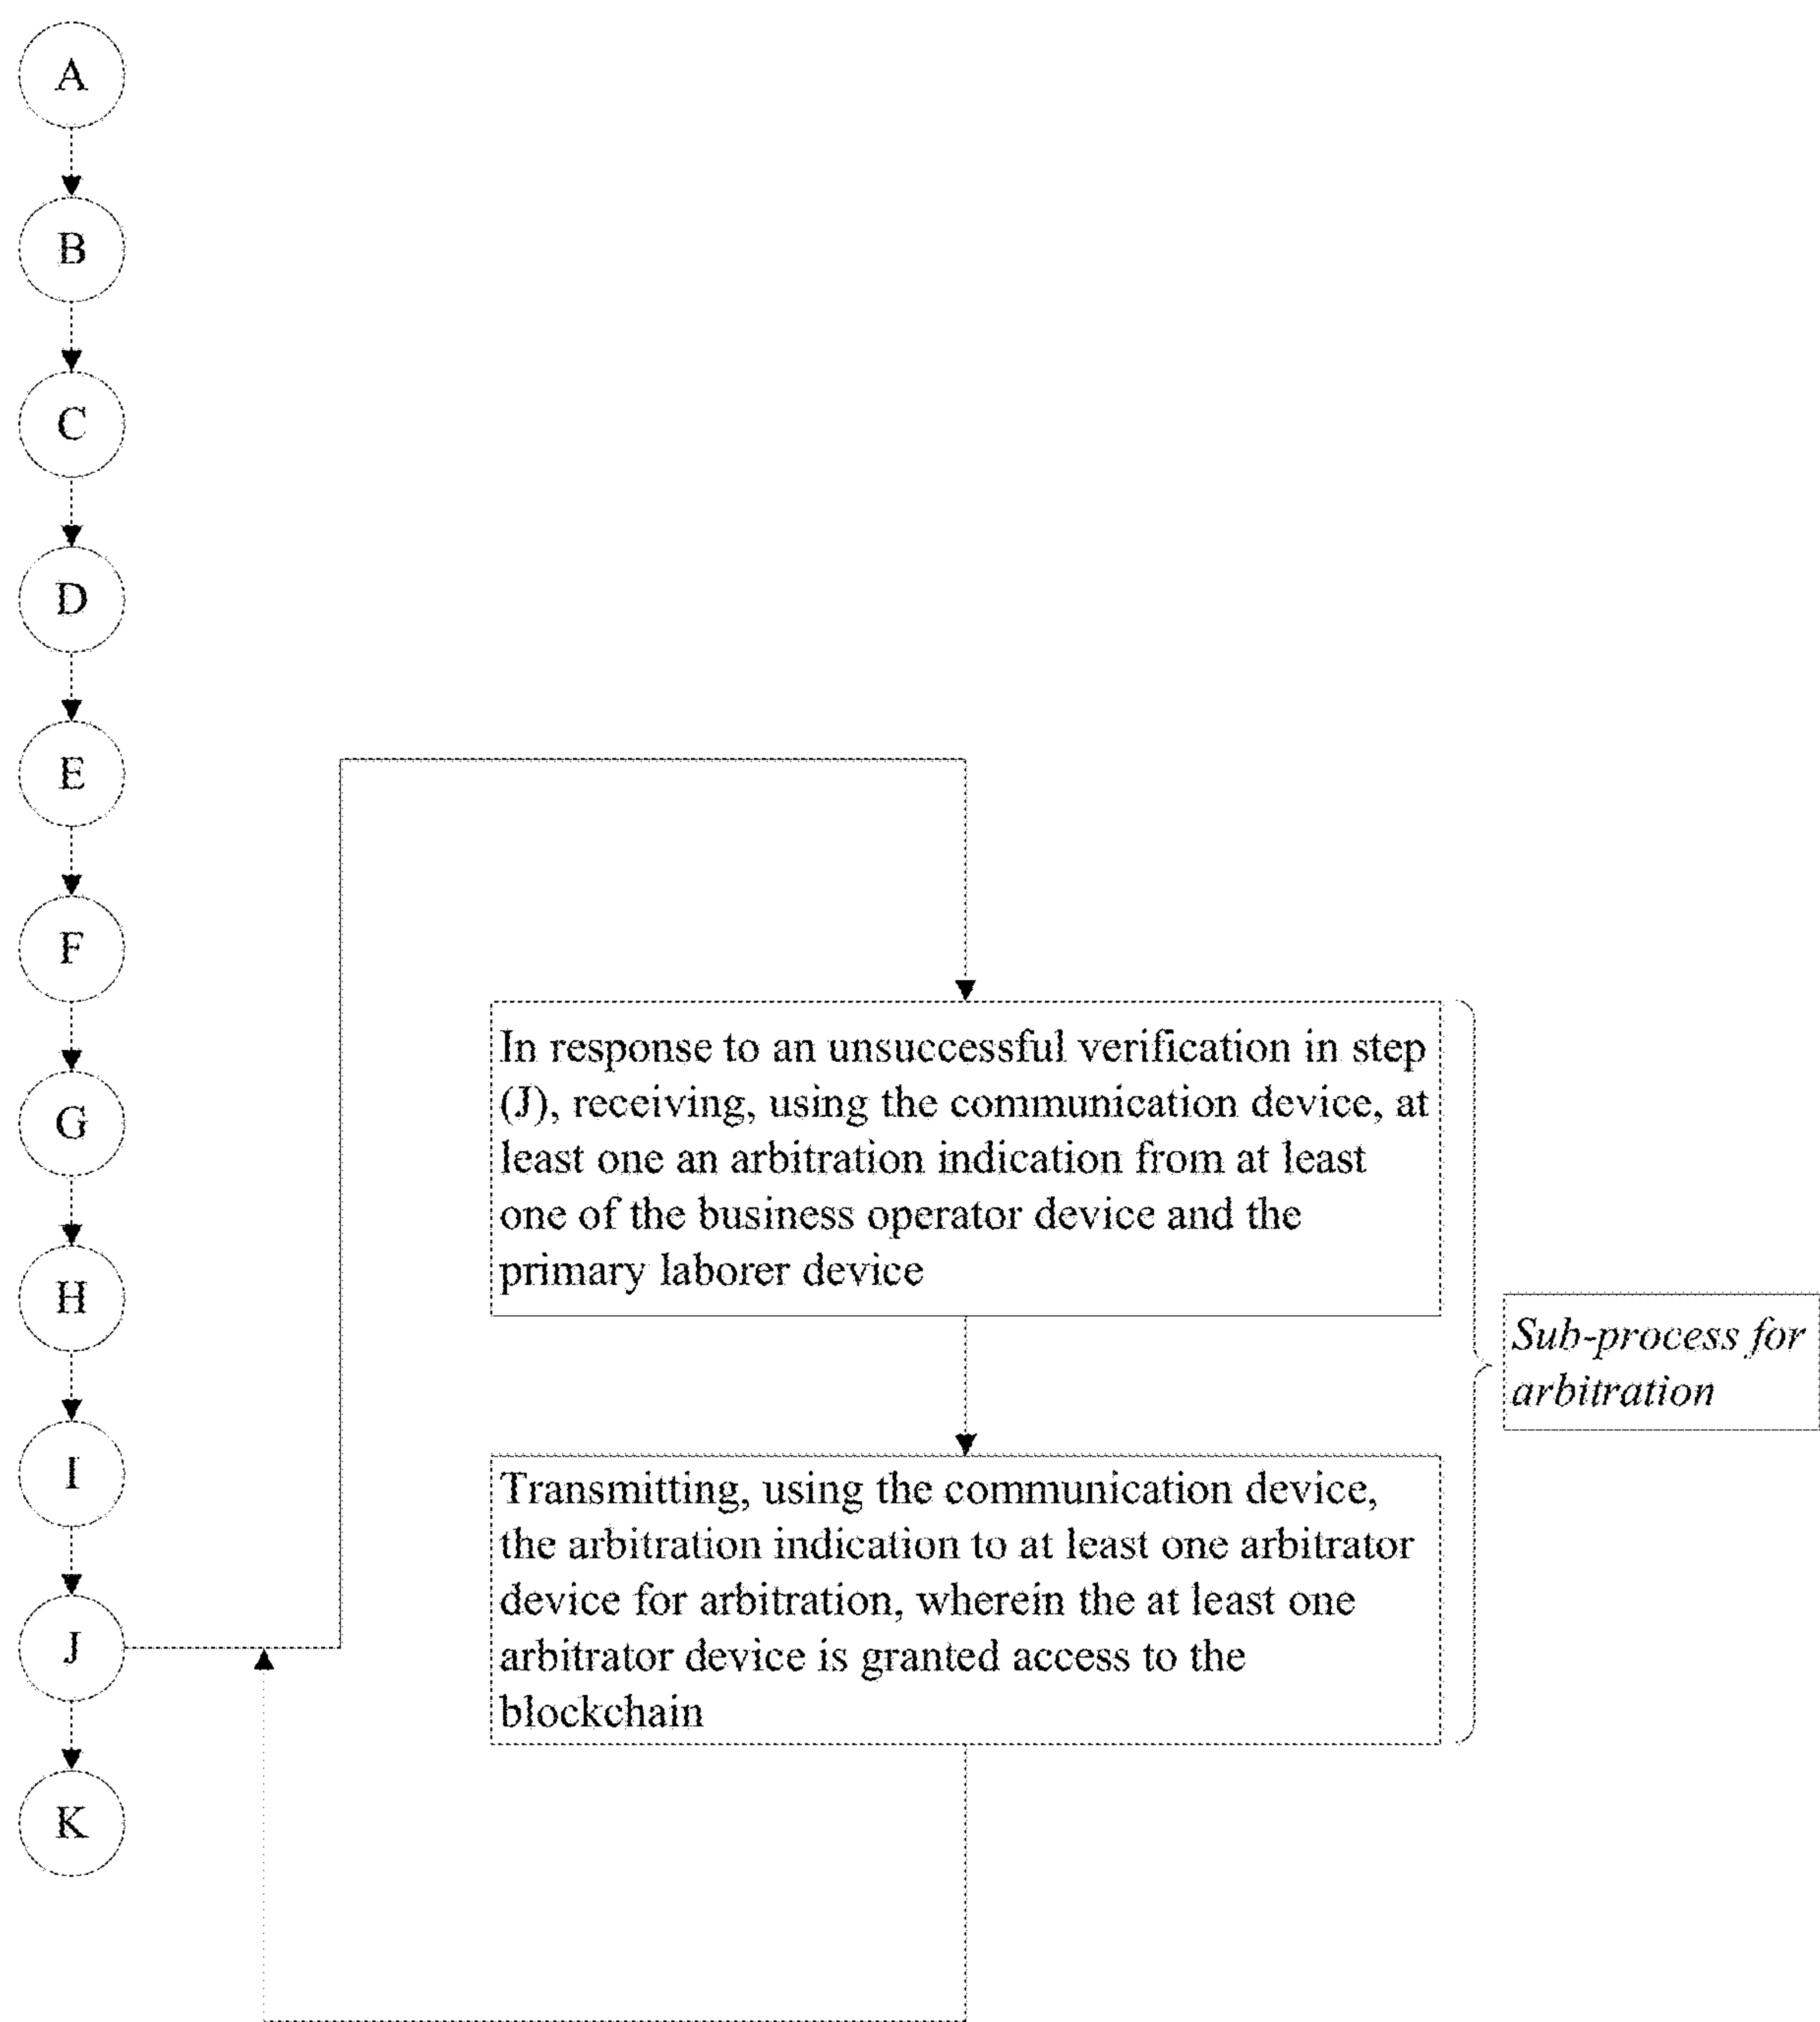 A
B
C
D
E
F
G
H
I
J
K
In response to an unsuccessful verification in step
(J), receiving, using the communication device, at
least one an arbitration indication from at least
one of the business operator device and the
primary laborer device
Transmitting, using the communication device,
the arbitration indication to at least one arbitrator
device for arbitration, wherein the at least one
arbitrator device is granted access to the
blockchain
Sub-process for
arbitration